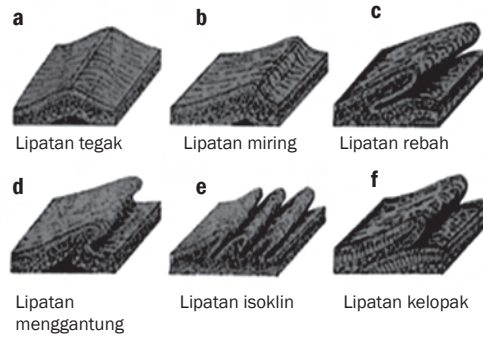 a
b
c
Lipatan tegak
Lipatan miring
Lipatan rebah
d
e
f
Lipatan
menggantung
Lipatan isoklin
Lipatan kelopak